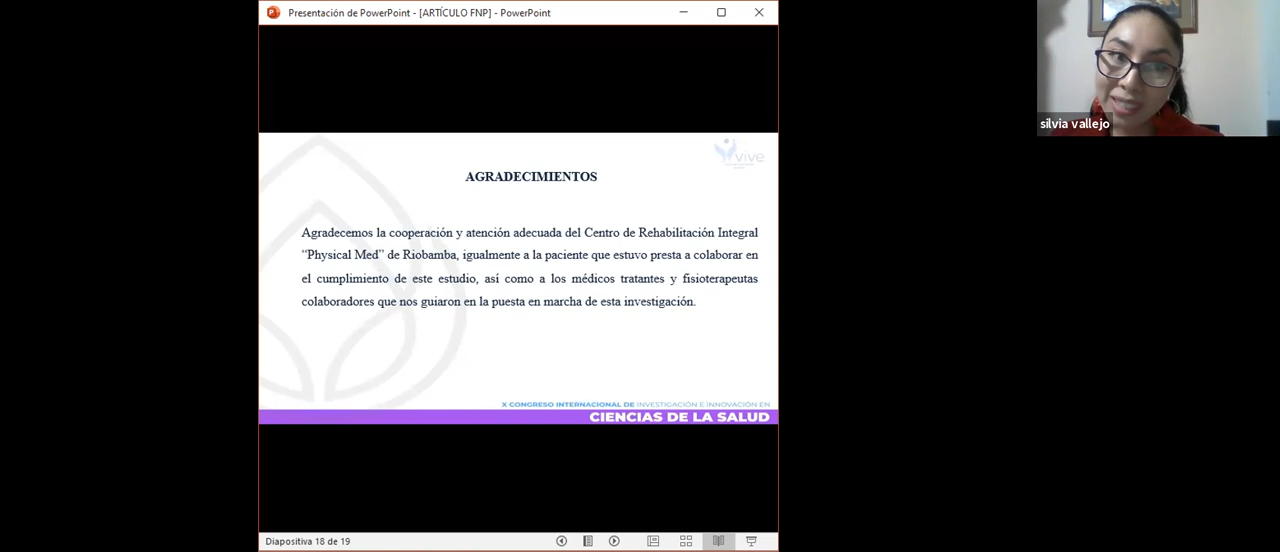 Presentación de PowerPoint - [ARTÍCULO FNP] - PowerPoint
silvia vallejo
vive
AGRADECIMIENTOS
Agradecemos la cooperación y atención adecuada del Centro de Rehabilitación Integral
“Physical Med” de Riobamba, igualmente a la paciente que estuvo presta a colaborar en
el cumplimiento de este estudio, así como a los médicos tratantes y fisioterapeutas
colaboradores que nos guiaron en la puesta en marcha de esta investigación.
X CONGRESO INTERNACIONAL DE INVESTIGACIÓN E INNOVACIÓN EN
CIENCIAS DE LA SALUD
Diapositiva 18 de 19